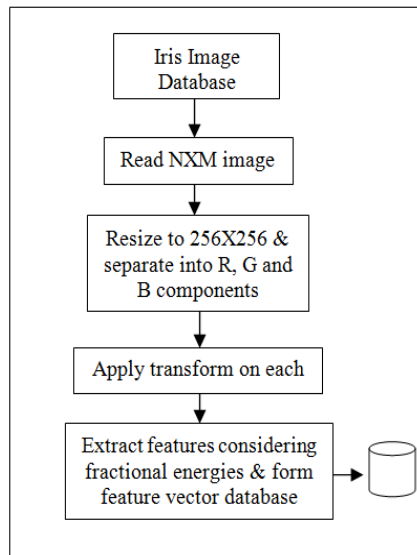 Iris Image
Database
Read NXM image
Resize to 256X256 &
separate into R, G and
B components
Apply transform on each
Extract features considering
fractional energies & form
feature vector database